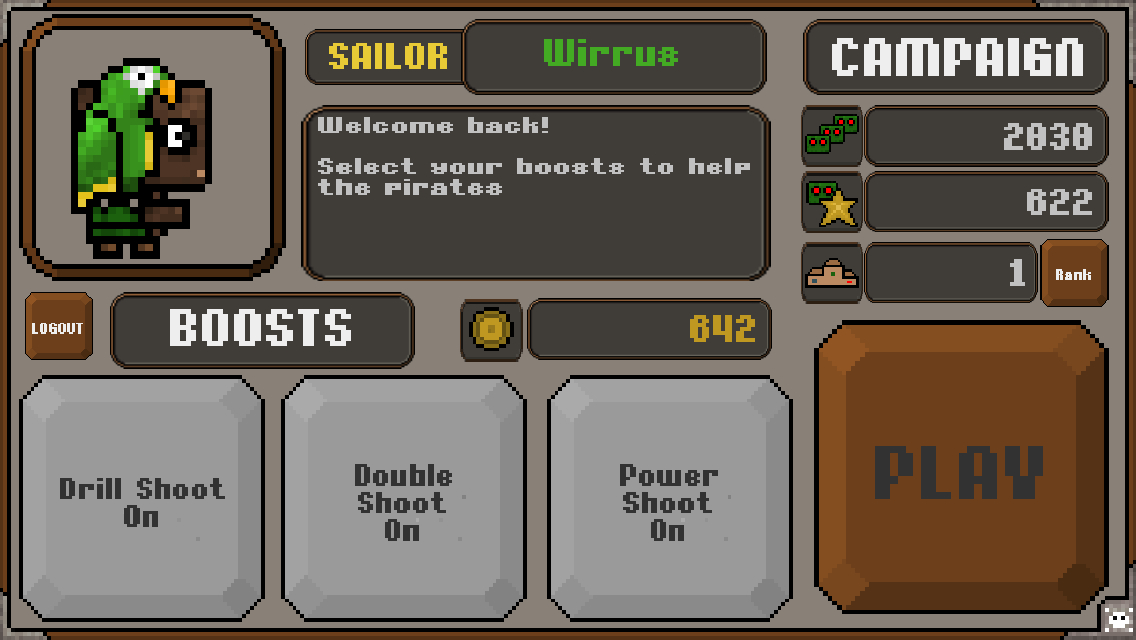 SAILOR
Wirrus
CAMPAIGN
Welcome back!
Select your boosts to help
the pirates
2030
622
1
Rank
LOGOUT
BOOSTS
642
Drill Shoot
On
Double
Shoot
On
Power
Shoot
On
PLAY